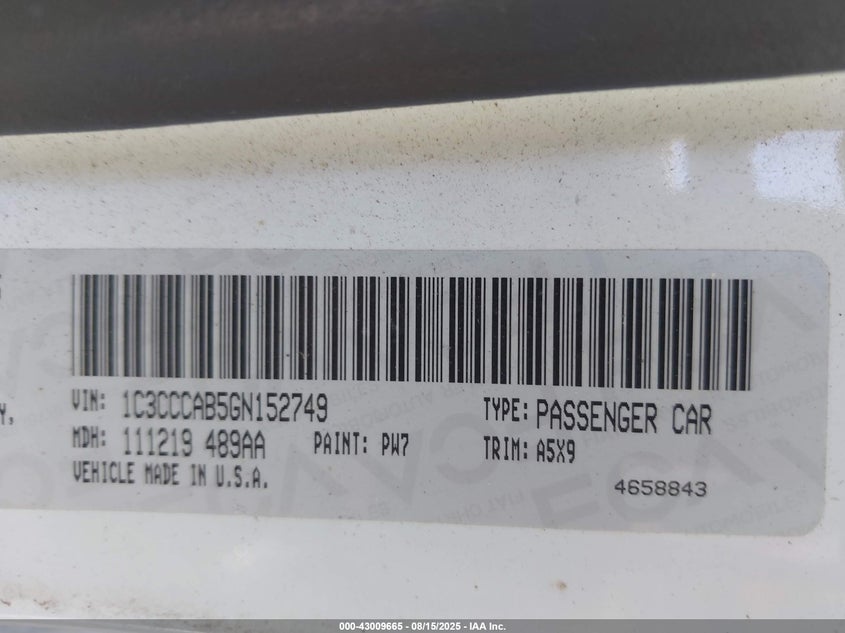 Y,
VIN: 1C3CCCAB5GN152749
TYPE: PASSENGER CAR
MDH: 111219 489AA
PAINT: PW7
TRIM: A5X9
VEHICLE MADE IN U.S.A.
4658843
000-43009665 - 08/15/2025 - IAA Inc.